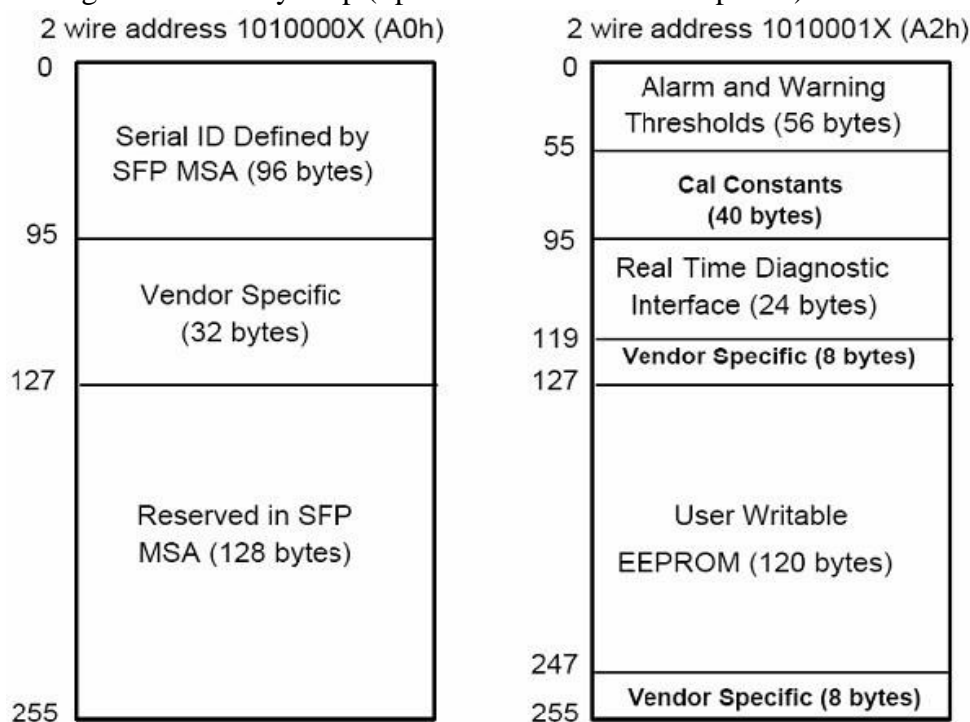 2 wire address 1010000X (A0h)
0
Serial ID Defined by
SFP MSA (96 bytes)
95
Vendor Specific
(32 bytes)
127
Reserved in SFP
MSA (128 bytes)
255
2 wire address 1010001X (A2h)
0
Alarm and Warning
Thresholds (56 bytes)
55
Cal Constants
(40 bytes)
95
Real Time Diagnostic
Interface (24 bytes)
119
Vendor Specific (8 bytes)
127
User Writable
EEPROM (120 bytes)
247
Vendor Specific (8 bytes)
255